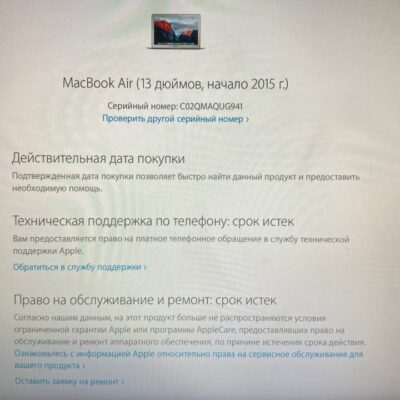 MacBook Air (13 дюймов, начало 2015 г.)
Серийный номер: C02QMAQUG941
Проверить другой серийный номер ›
Действительная дата покупки
Подтвержденная дата покупки позволяет быстро найти данный продукт и предоставить
необходимую помощь.
Техническая поддержка по телефону: срок истек
Вам предоставляется право на платное телефонное обращение в службу технической
поддержки Apple.
Обратиться в службу поддержки ›
Право на обслуживание и ремонт: срок истек
Согласно нашим данным, на этот продукт больше не распространяются условия
ограниченной гарантии Apple или программы AppleCare, предоставлявших право на
обслуживание и ремонт аппаратного обеспечения, по причине истечения срока действия.
Ознакомьтесь с информацией Apple относительно права на сервисное обслуживание для
вашего продукта ›
Оставить заявку на ремонт ›